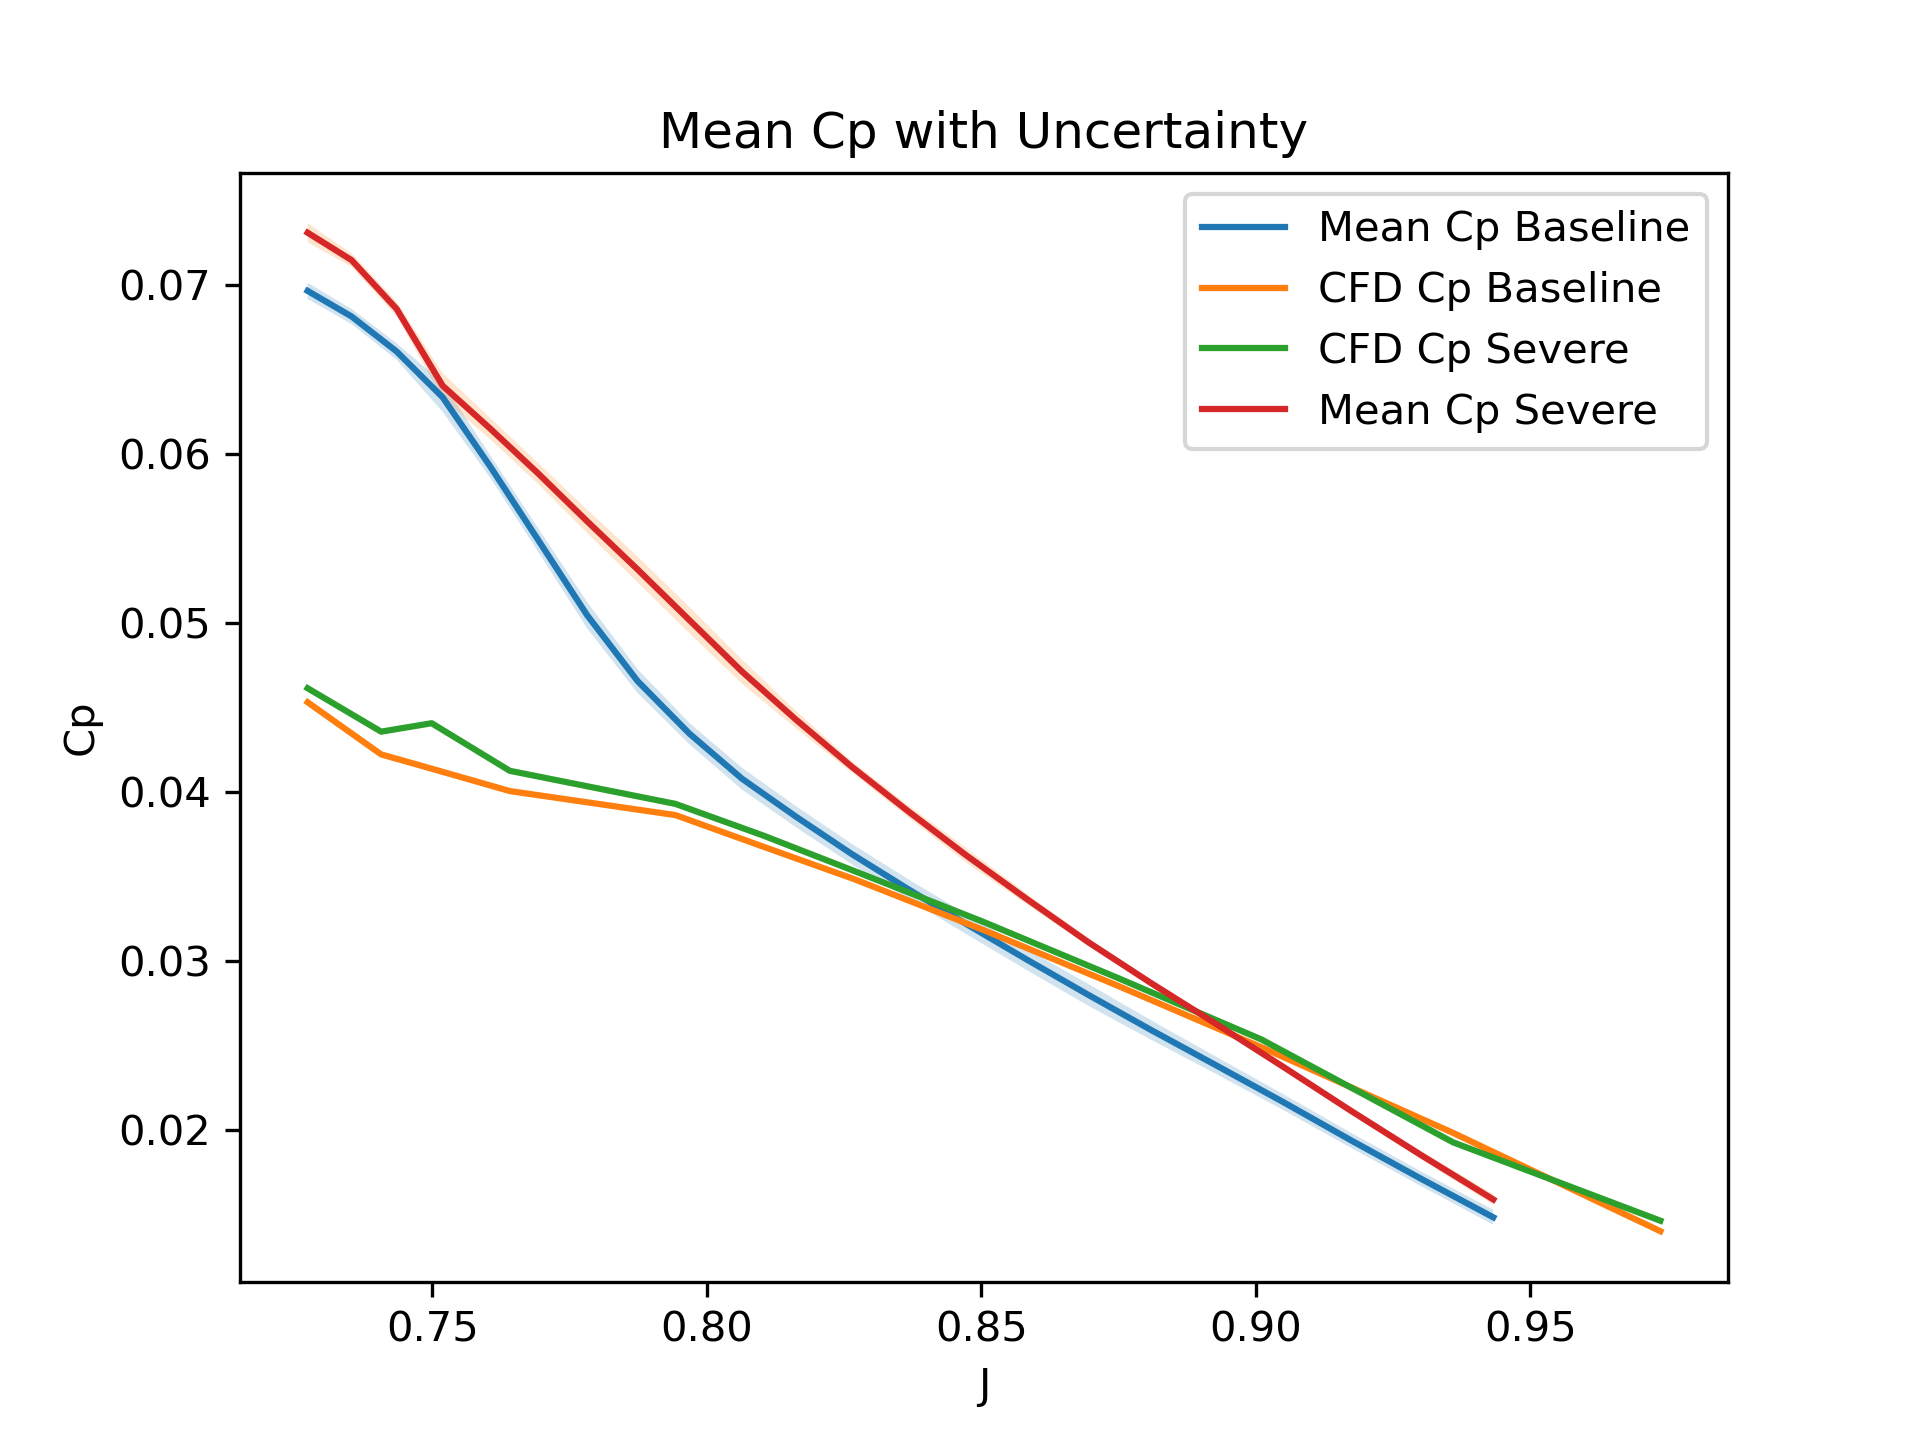 Mean Cp with Uncertainty
Mean Cp Baseline
CFD Cp Baseline
CFD Cp Severe
Mean Cp Severe
0.07
0.06
0.05
0.04
0.03
0.02
Cp
0.75 0.80 0.85 0.90 0.95
J